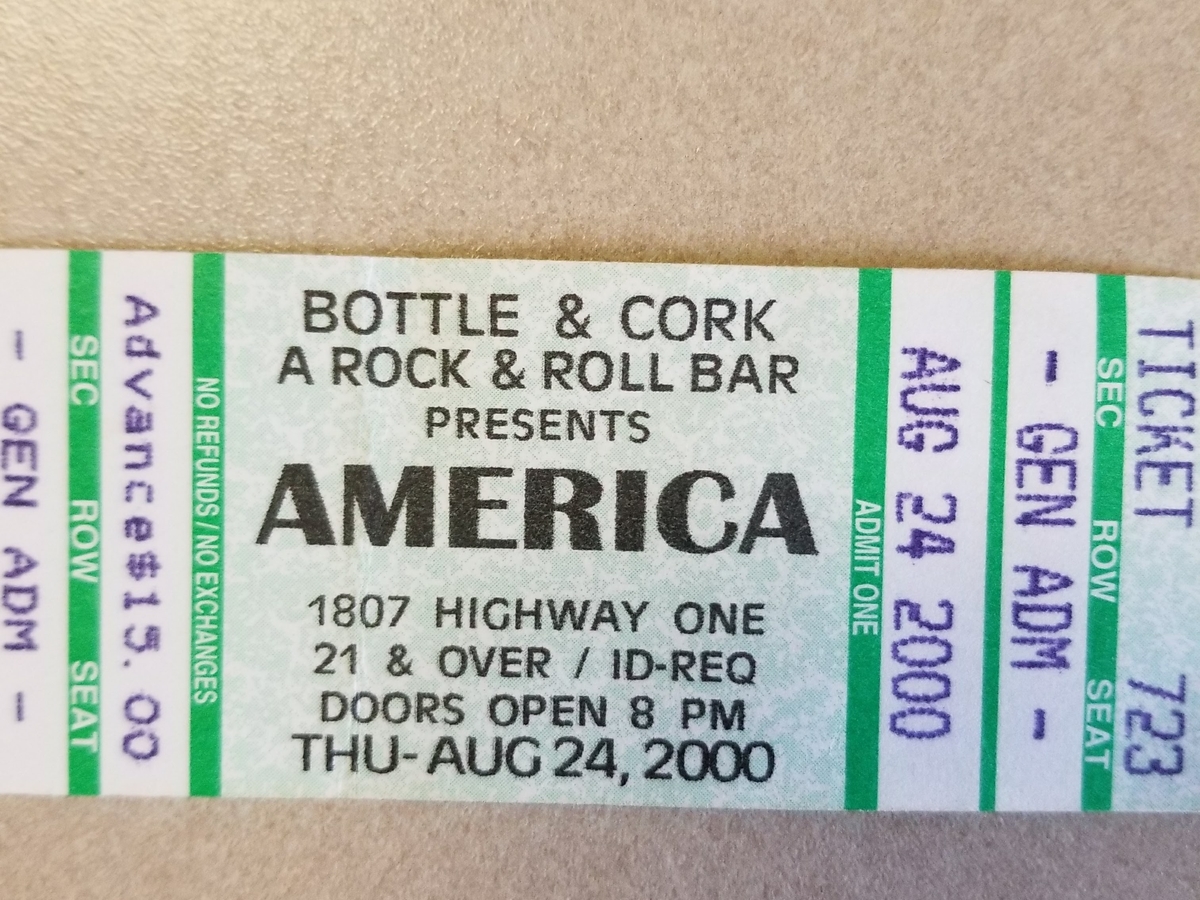 - GEN ADM -
SEC ROW SEAT
Advance$15.00
NO REFUNDS / NO EXCHANGES
BOTTLE & CORK
A ROCK & ROLL BAR
PRESENTS
AMERICA
1807 HIGHWAY ONE
21 & OVER / ID-REQ
DOORS OPEN 8 PM
THU-AUG 24, 2000
ADMIT ONE
AUG 24 2000
- GEN ADM -
SEC ROW SEAT
TICKET 723